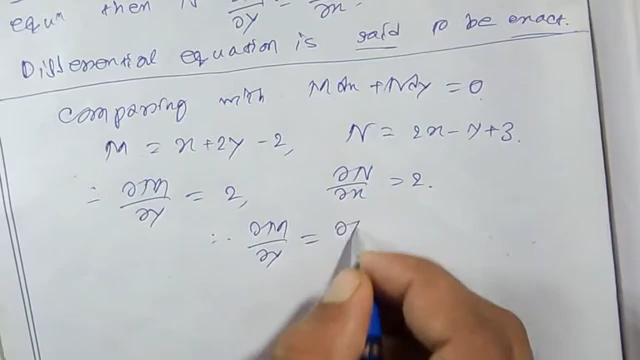 equn then If ∂M/∂y = /∂x.
Differential equation is said to be exact.
Comparing with Mdx + Ndy = 0.
M = x+2y-2, N = 2x-y+3.
∴ ∂M/∂y = 2, ∂N/∂x = 2.
∴ ∂M/∂y = ∂